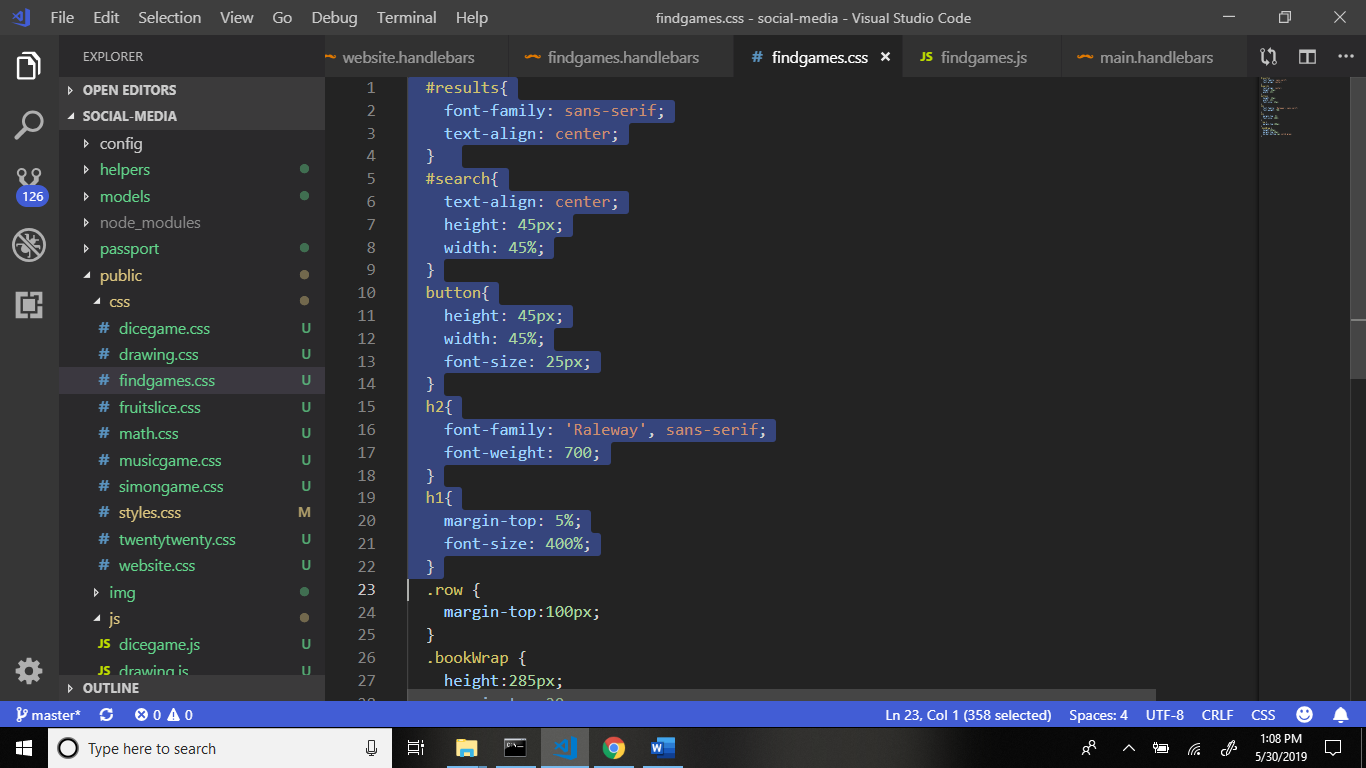 File Edit Selection View Go Debug Terminal Help findgames.css - social-media - Visual Studio Code
EXPLORER
website.handlebars findgames.handlebars # findgames.css JS findgames.js main.handlebars
OPEN EDITORS
SOCIAL-MEDIA
config
helpers
models
node_modules
passport
public
css
# dicegame.css U
# drawing.css U
# findgames.css U
# fruitslice.css U
# math.css U
# musicgame.css U
# simongame.css U
# styles.css M
# twentytwenty.css U
# website.css U
img
js
JS dicegame.js U
JS drawing.js U
OUTLINE
126
1 #results{
2 font-family: sans-serif;
3 text-align: center;
4 }
5 #search{
6 text-align: center;
7 height: 45px;
8 width: 45%;
9 }
10 button{
11 height: 45px;
12 width: 45%;
13 font-size: 25px;
14 }
15 h2{
16 font-family: 'Raleway', sans-serif;
17 font-weight: 700;
18 }
19 h1{
20 margin-top: 5%;
21 font-size: 400%;
22 }
23 .row {
24 margin-top:100px;
25 }
26 .bookWrap {
27 height:285px;
master* 0 0 Ln 23, Col 1 (358 selected) Spaces: 4 UTF-8 CRLF CSS
Type here to search
1:08 PM
5/30/2019